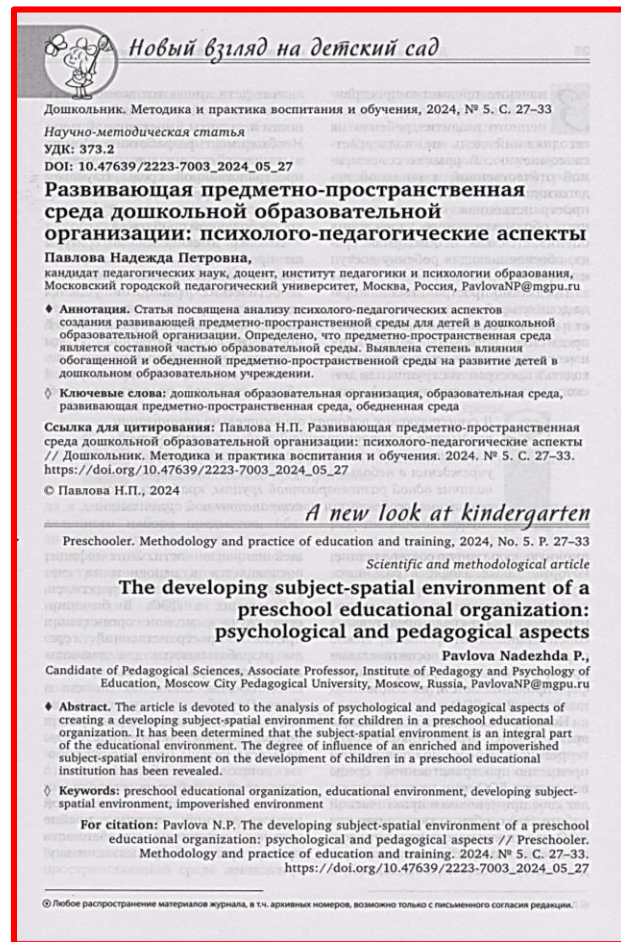 Новый взгляд на детский сад
Дошкольник. Методика и практика воспитания и обучения, 2024, № 5. С. 27–33
Научно-методическая статья
УДК: 373.2
DOI: 10.47639/2223-7003_2024_05_27
Развивающая предметно-пространственная
среда дошкольной образовательной
организации: психолого-педагогические аспекты
Павлова Надежда Петровна,
кандидат педагогических наук, доцент, институт педагогики и психологии образования,
Московский городской педагогический университет, Москва, Россия, PavlovaNP@mgpu.ru
♦ Аннотация. Статья посвящена анализу психолого-педагогических аспектов
создания развивающей предметно-пространственной среды для детей в дошкольной
образовательной организации. Определено, что предметно-пространственная среда
является составной частью образовательной среды. Выявлена степень влияния
обогащенной и обедненной предметно-пространственной среды на развитие детей в
дошкольном образовательном учреждении.
◊ Ключевые слова: дошкольная образовательная организация, образовательная среда,
развивающая предметно-пространственная среда, обедненная среда
Ссылка для цитирования: Павлова Н.П. Развивающая предметно-пространственная
среда дошкольной образовательной организации: психолого-педагогические аспекты
// Дошкольник. Методика и практика воспитания и обучения. 2024. № 5. С. 27–33.
https://doi.org/10.47639/2223-7003_2024_05_27
© Павлова Н.П., 2024
A new look at kindergarten
Preschooler. Methodology and practice of education and training, 2024, No. 5. P. 27–33
Scientific and methodological article
The developing subject-spatial environment of a
preschool educational organization:
psychological and pedagogical aspects
Pavlova Nadezhda P.,
Candidate of Pedagogical Sciences, Associate Professor, Institute of Pedagogy and Psychology of
Education, Moscow City Pedagogical University, Moscow, Russia, PavlovaNP@mgpu.ru
♦ Abstract. The article is devoted to the analysis of psychological and pedagogical aspects of
creating a developing subject-spatial environment for children in a preschool educational
organization. It has been determined that the subject-spatial environment is an integral part
of the educational environment. The degree of influence of an enriched and impoverished
subject-spatial environment on the development of children in a preschool educational
institution has been revealed.
◊ Keywords: preschool educational organization, educational environment, developing subject-
spatial environment, impoverished environment
For citation: Pavlova N.P. The developing subject-spatial environment of a preschool
educational organization: psychological and pedagogical aspects // Preschooler.
Methodology and practice of education and training. 2024. № 5. С. 27–33.
https://doi.org/10.47639/2223-7003_2024_05_27
⊙ Любое распространение материалов журнала, в т.ч. архивных номеров, возможно только с письменного согласия редакции.